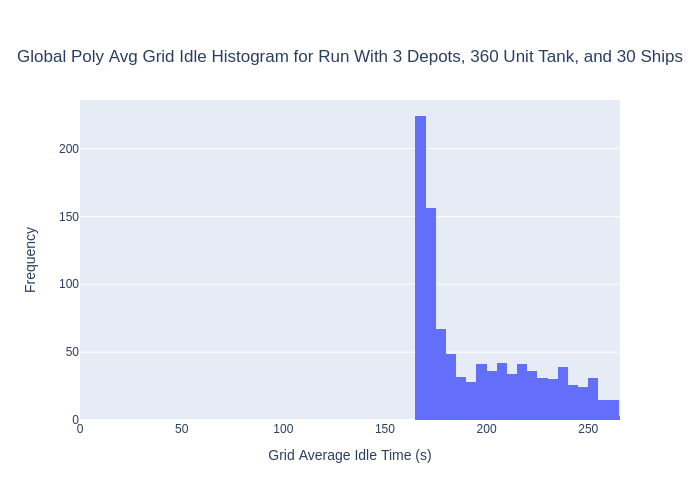 Global Poly Avg Grid Idle Histogram for Run With 3 Depots, 360 Unit Tank, and 30 Ships
Frequency
200
150
100
50
0
0 50 100 150 200 250
Grid Average Idle Time (s)